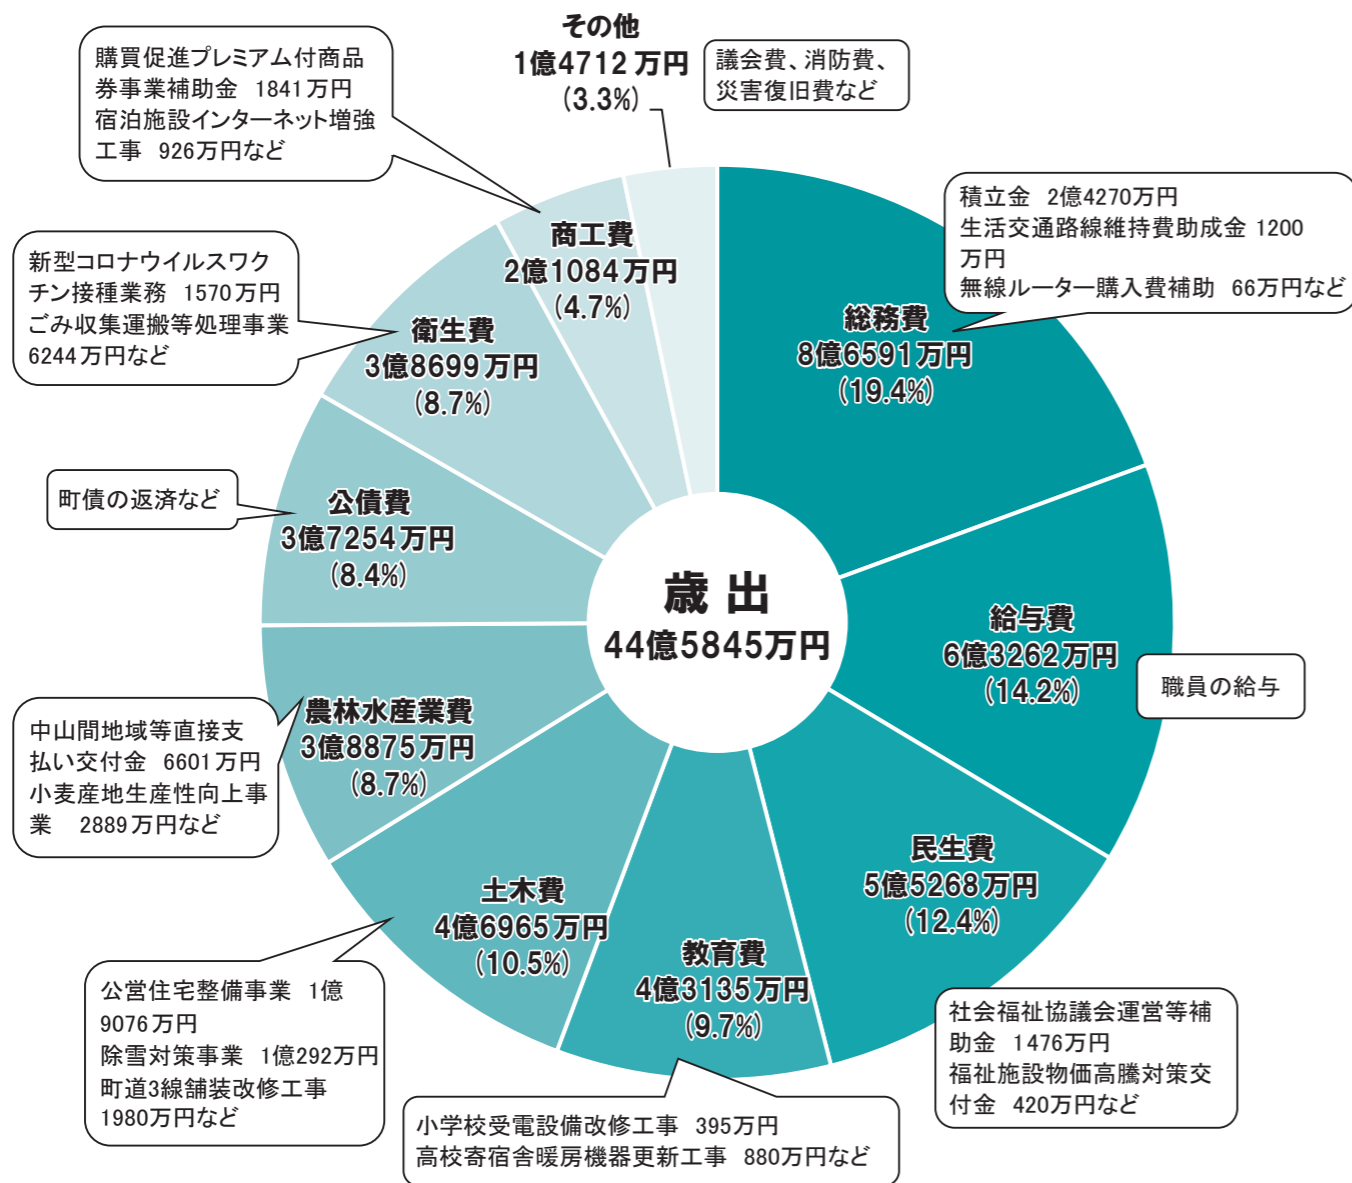 歳出
44億5845万円
総務費
8億6591万円
(19.4%)
積立金 2億4270万円
生活交通路線維持費助成金 1200
万円
無線ルーター購入費補助 66万円など
給与費
6億3262万円
(14.2%)
職員の給与
民生費
5億5268万円
(12.4%)
社会福祉協議会運営等補
助金 1476万円
福祉施設物価高騰対策交
付金 420万円など
教育費
4億3135万円
(9.7%)
小学校受電設備改修工事 395万円
高校寄宿舎暖房機器更新工事 880万円など
土木費
4億6965万円
(10.5%)
公営住宅整備事業 1億
9076万円
除雪対策事業 1億292万円
町道3線舗装改修工事
1980万円など
農林水産業費
3億8875万円
(8.7%)
中山間地域等直接支
払い交付金 6601万円
小麦産地生産性向上事
業 2889万円など
公債費
3億7254万円
(8.4%)
町債の返済など
衛生費
3億8699万円
(8.7%)
新型コロナウイルスワク
チン接種業務 1570万円
ごみ収集運搬等処理事業
6244万円など
商工費
2億1084万円
(4.7%)
購買促進プレミアム付商品
券事業補助金 1841万円
宿泊施設インターネット増強
工事 926万円など
その他
1億4712万円
(3.3%)
議会費、消防費、
災害復旧費など